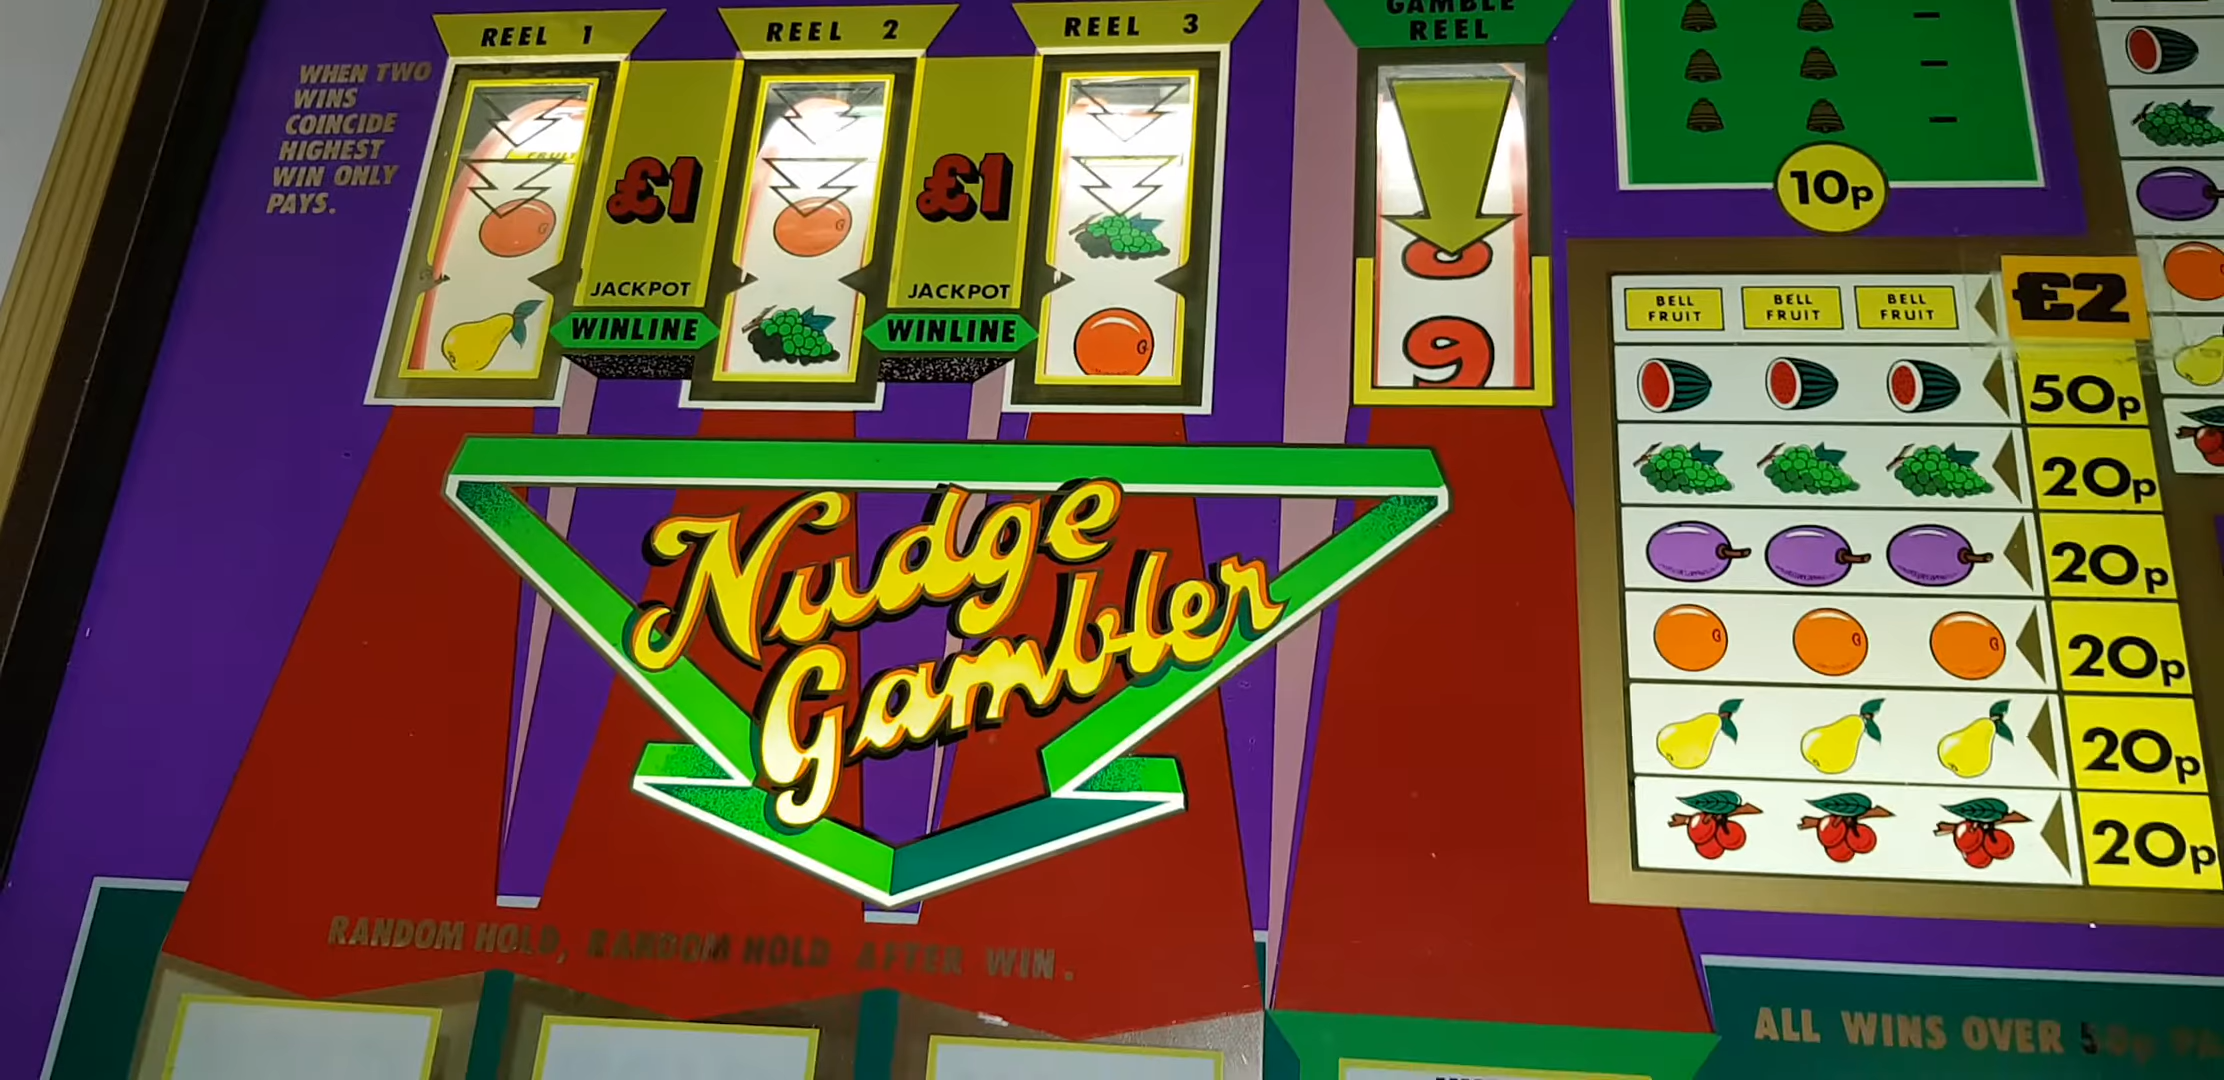 REEL 1
REEL 2
REEL 3
GAMBLE
REEL
WHEN TWO
WINS
COINCIDE
HIGHEST
WIN ONLY
PAYS.
FRUIT
£1
£1
JACKPOT
JACKPOT
WINLINE
WINLINE
9
10p
BELL
FRUIT
BELL
FRUIT
BELL
FRUIT
£2
50p
20p
20p
20p
20p
20p
Nudge
Gambler
RANDOM HOLD, RANDOM HOLD AFTER WIN.
ALL WINS OVER 50p